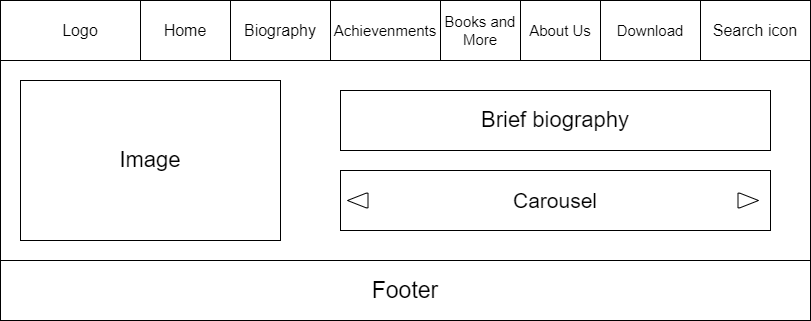 Logo
Home
Biography
Achievenments
Books and
More
About Us
Download
Search icon
Image
Brief biography
Carousel
Footer